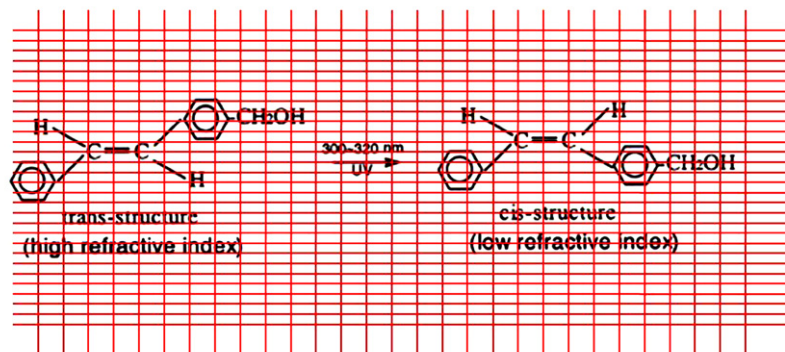 CH2OH
H
C=C
H
trans-structure
(high refractive index)
300-320 nm
UV
H
H
C=C
CH2OH
cis-structure
(low refractive index)